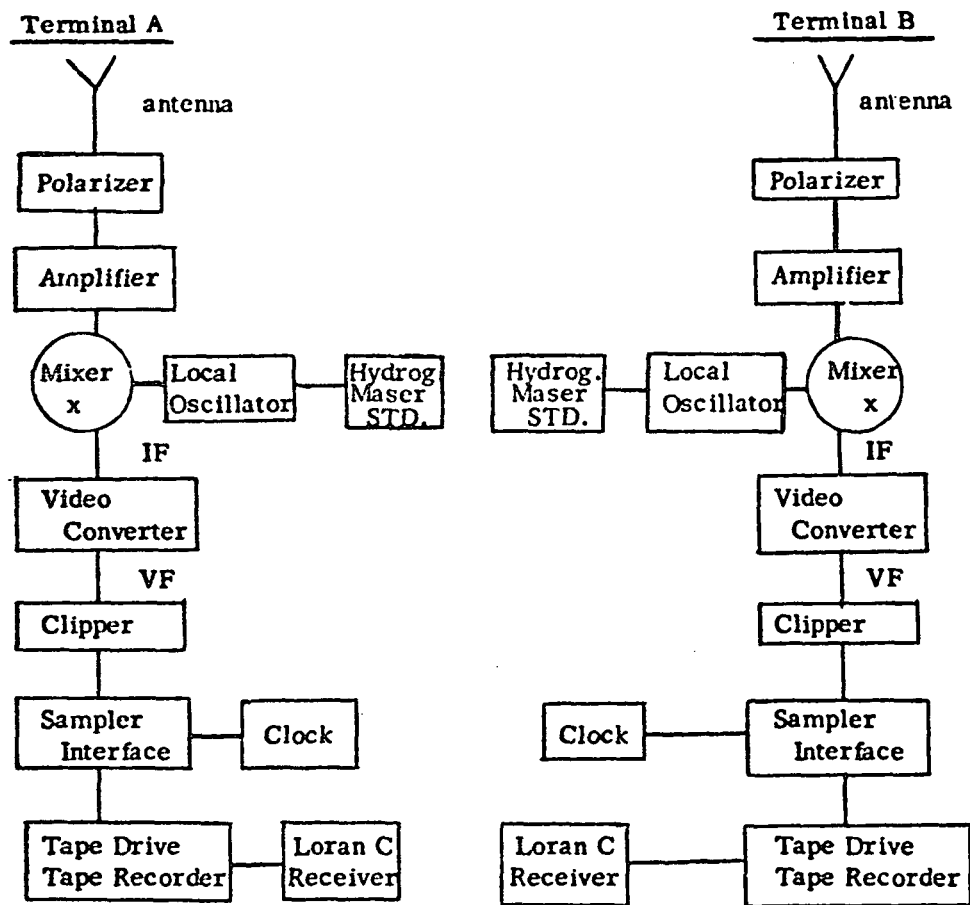 Terminal A
antenna
Polarizer
Amplifier
Mixer
x
Local
Oscillator
Hydrog
Maser
STD.
IF
Video
Converter
VF
Clipper
Sampler
Interface
Clock
Tape Drive
Tape Recorder
Loran C
Receiver
Terminal B
antenna
Polarizer
Amplifier
Hydrog.
Maser
STD.
Local
Oscillator
Mixer
x
IF
Video
Converter
VF
Clipper
Clock
Sampler
Interface
Loran C
Receiver
Tape Drive
Tape Recorder